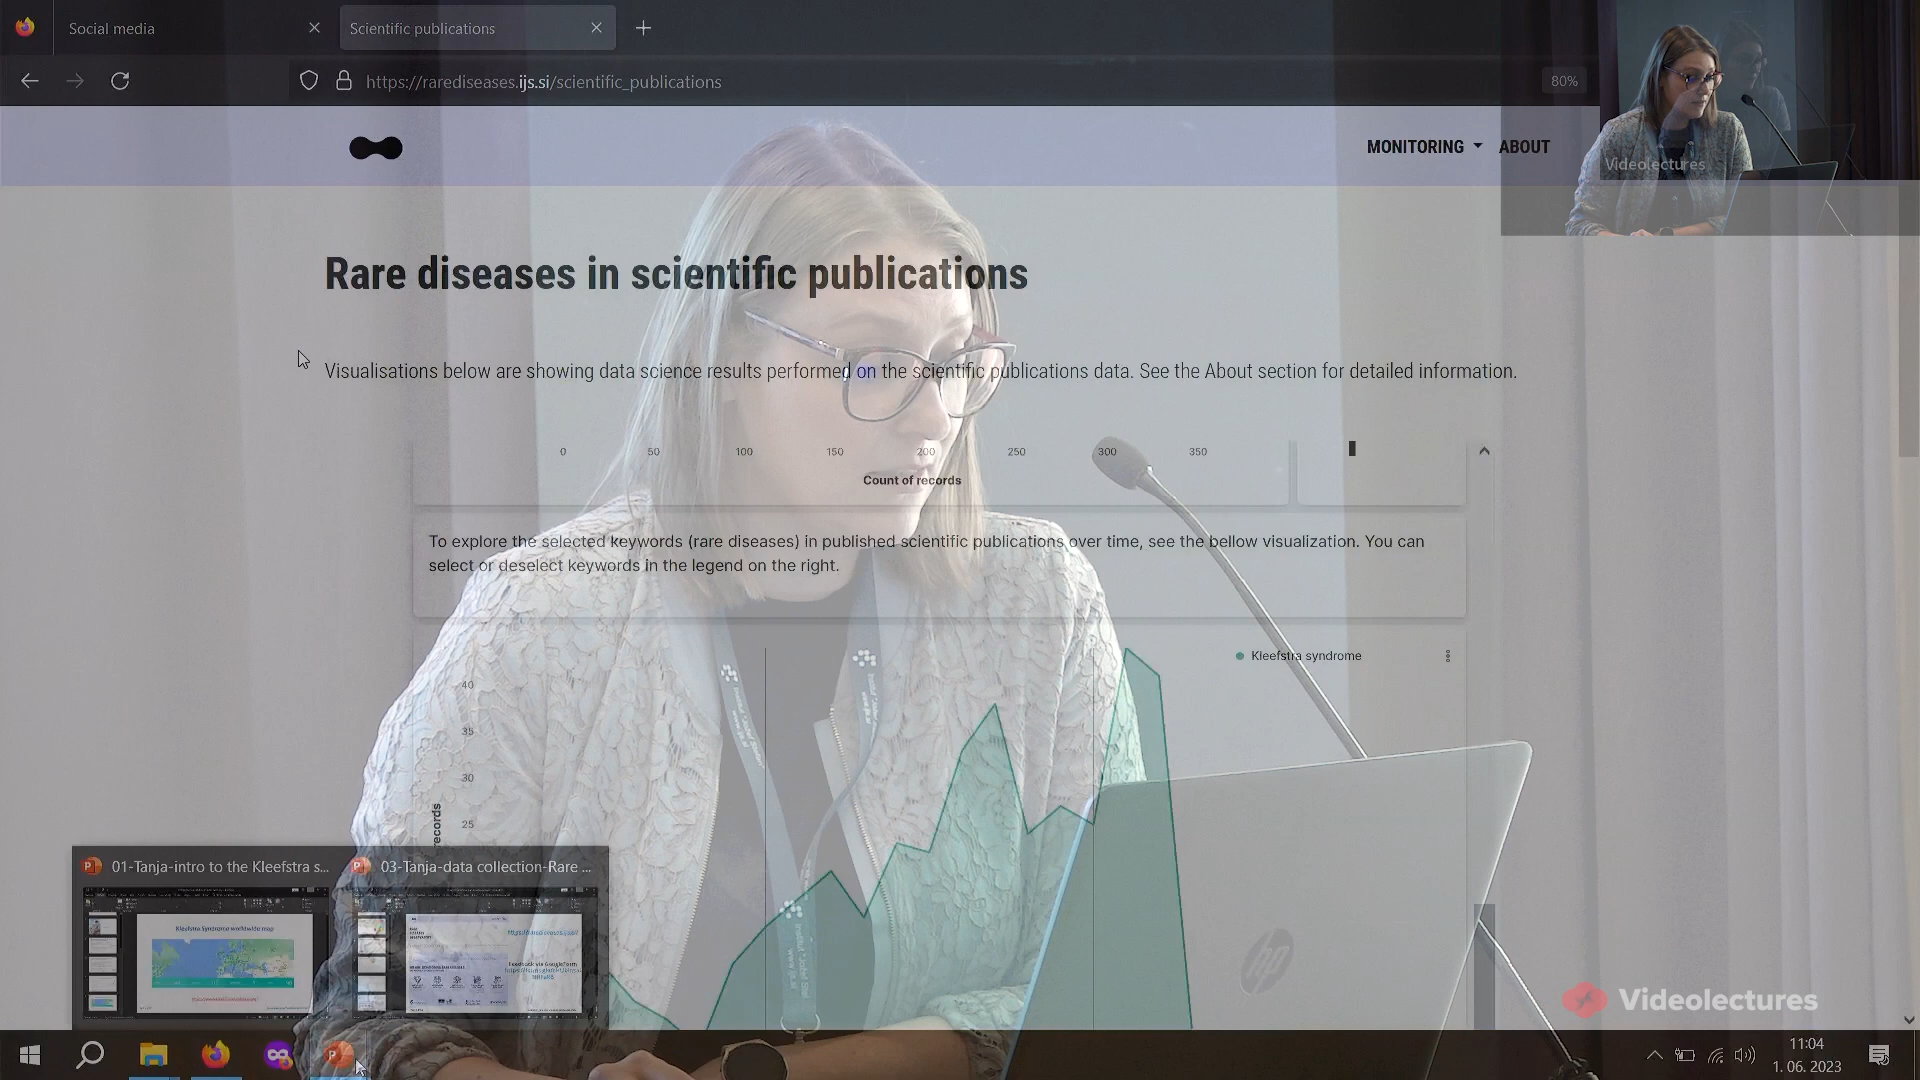 Social media
Scientific publications
https://rarediseases.ijs.si/scientific_publications
80%
MONITORING
ABOUT
Videolectures
Rare diseases in scientific publications
Visualisations below are showing data science results performed on the scientific publications data. See the About section for detailed information.
0 50 100 150 200 250 300 350
Count of records
To explore the selected keywords (rare diseases) in published scientific publications over time, see the bellow visualization. You can
select or deselect keywords in the legend on the right.
Kleefstra syndrome
40
35
30
25
records
01-Tanja-intro to the Kleefstra s...
03-Tanja-data collection-Rare ...
Kleefstra Syndrome worldwide map
hp
Videolectures
11:04
1. 06. 2023